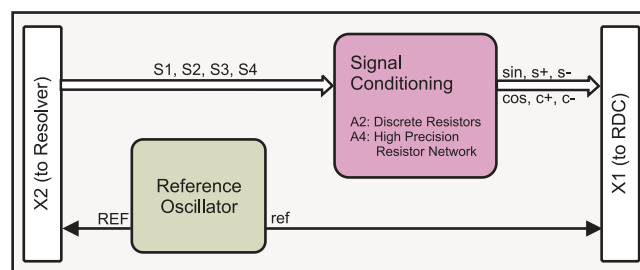 X2 (to Resolver)
S1, S2, S3, S4
Signal
Conditioning
A2: Discrete Resistors
A4: High Precision
Resistor Network
sin, s+, s-
cos, c+, c-
X1 (to RDC)
Reference
Oscillator
REF
ref